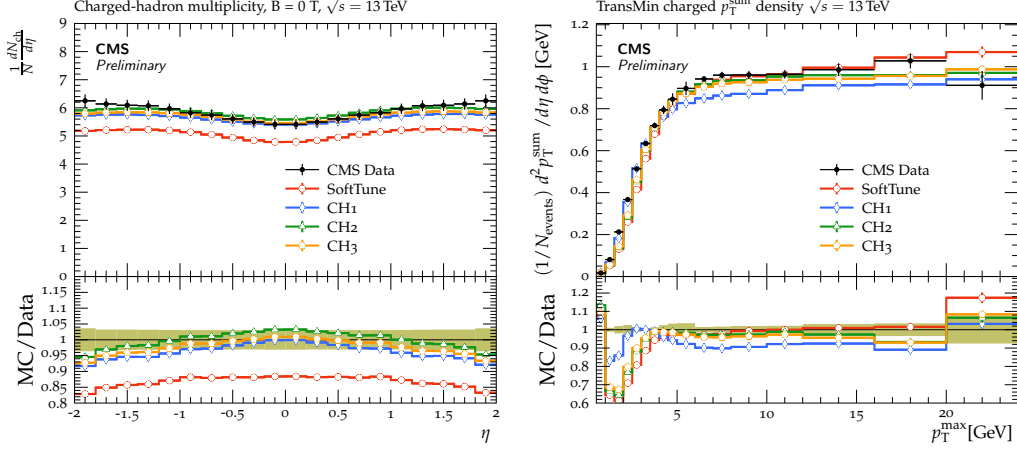 Charged-hadron multiplicity, B = 0 T, √s = 13 TeV
1/N dN_ch/dη
9
8
7
6
5
4
3
2
1
0
CMS
Preliminary
CMS Data
SoftTune
CH1
CH2
CH3
MC/Data
1.15
1.1
1.05
1
0.95
0.9
0.85
0.8
-2 -1.5 -1 -0.5 0 0.5 1 1.5 2
η
TransMin charged p_T^sum density √s = 13 TeV
(1/N_events) d²p_T^sum/dη dϕ [GeV]
1.2
1
0.8
0.6
0.4
0.2
0
CMS
Preliminary
CMS Data
SoftTune
CH1
CH2
CH3
MC/Data
1.2
1.1
1
0.9
0.8
0.7
0.6
5 10 15 20
p_T^max [GeV]